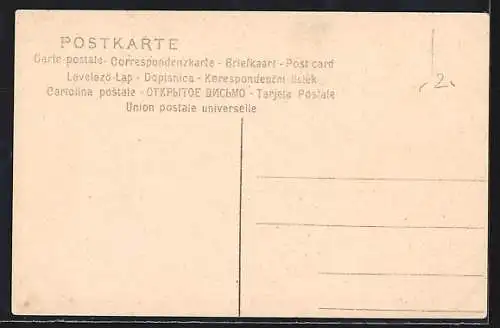 POSTKARTE
Carte postale - Correspondenzkarte - Briefkaart - Post card
Levelező-Lap - Dopisnica - Korespondenční lístek
Cartolina postale - ОТКРЫТОЕ ПИСЬМО - Tarjeta Postale
Union postale universelle
2